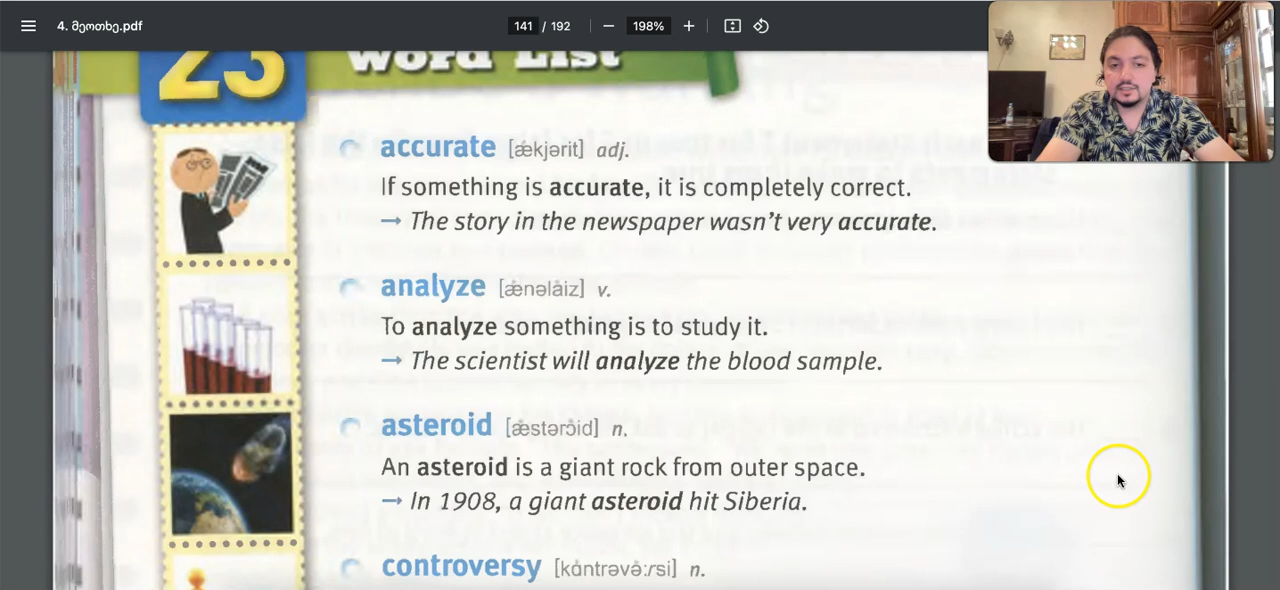 4. მეოთხე.pdf
141 / 192
198%
23
Word List
accurate [ǽkjərit] adj.
If something is accurate, it is completely correct.
→ The story in the newspaper wasn't very accurate.
analyze [ǽnəlàiz] v.
To analyze something is to study it.
→ The scientist will analyze the blood sample.
asteroid [ǽstərɔ̀id] n.
An asteroid is a giant rock from outer space.
→ In 1908, a giant asteroid hit Siberia.
controversy [kɑ́ntrəvə̀ːrsi] n.